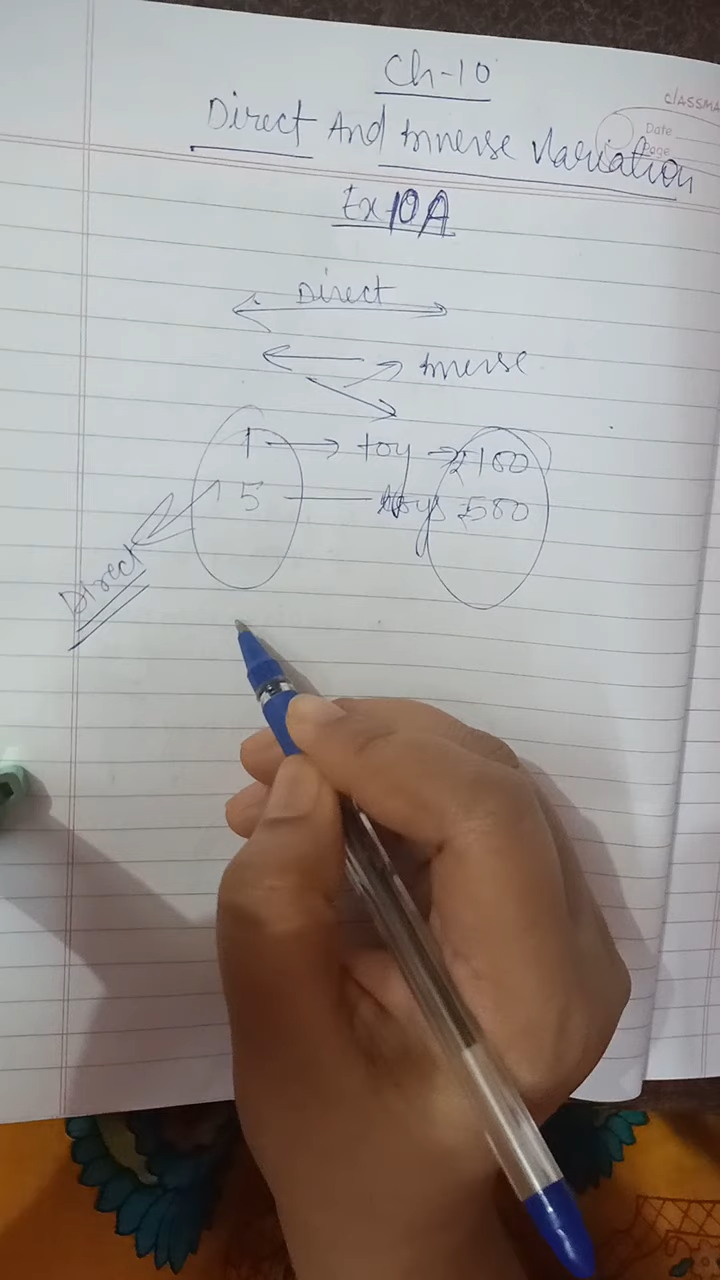 Ch-10
CLASSMA
Date
Page
Direct And Inverse Variation
Ex 10A
Direct
Inverse
1 → toy → ₹100
5 — toys 500
Direct